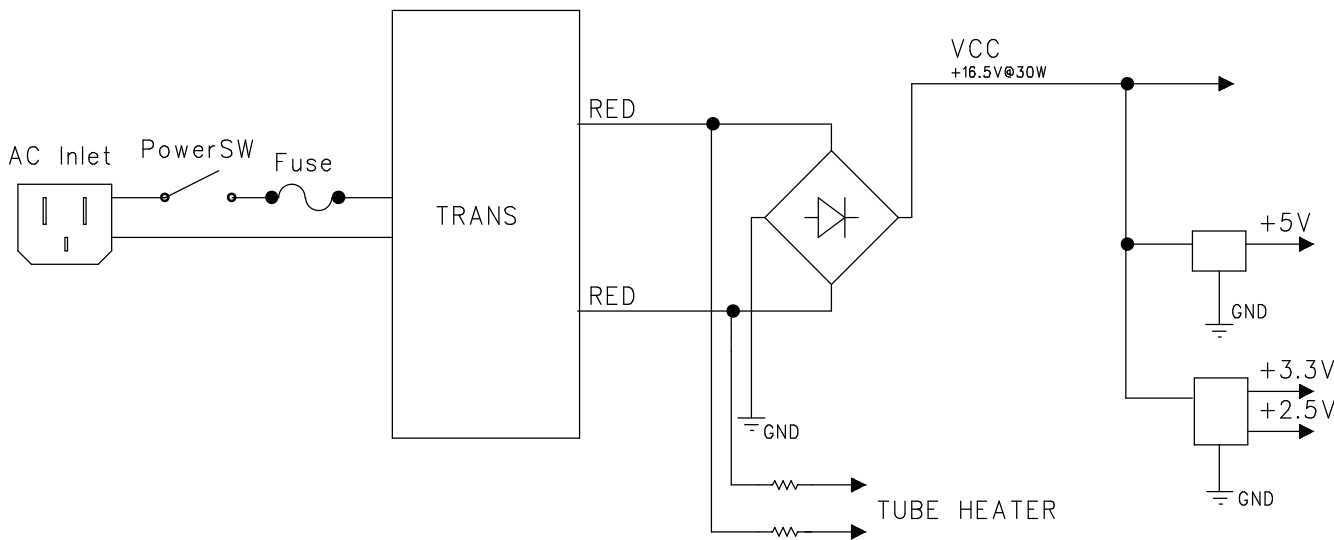 VCC
+16.5V@30W
RED
AC Inlet
PowerSW
Fuse
TRANS
+5V
RED
GND
+3.3V
+2.5V
GND
GND
TUBE HEATER